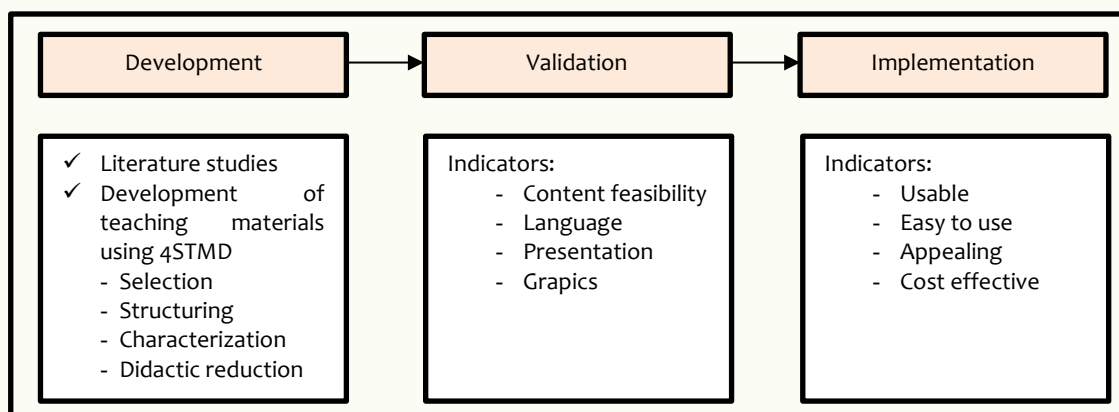 Development
Validation
Implementation
✓ Literature studies
✓ Development of
teaching materials
using 4STMD
- Selection
- Structuring
- Characterization
- Didactic reduction
Indicators:
- Content feasibility
- Language
- Presentation
- Grapics
Indicators:
- Usable
- Easy to use
- Appealing
- Cost effective